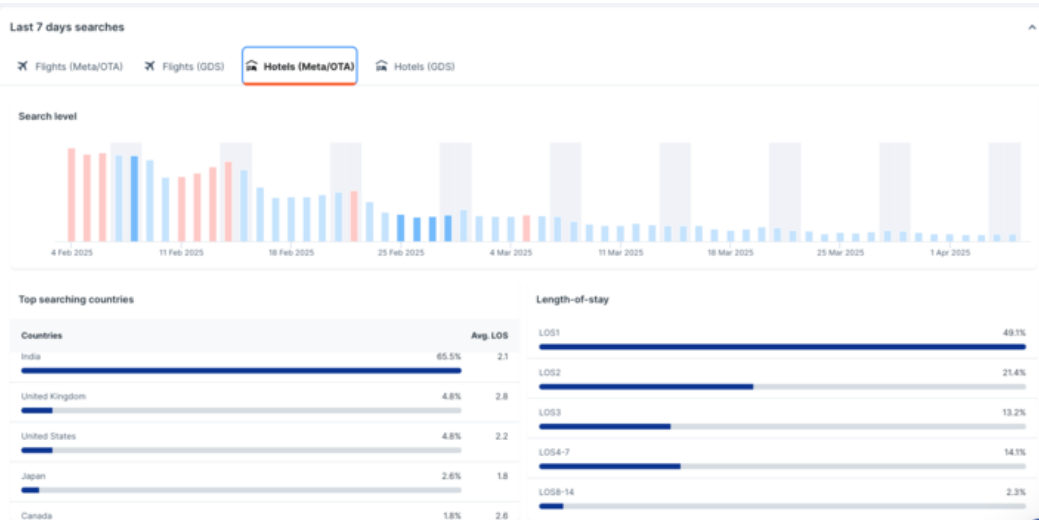 Last 7 days searches
Flights (Meta/OTA) Flights (GDS) Hotels (Meta/OTA) Hotels (GDS)
Search level
4 Feb 2025 11 Feb 2025 18 Feb 2025 25 Feb 2025 4 Mar 2025 11 Mar 2025 18 Mar 2025 25 Mar 2025 1 Apr 2025
Top searching countries
Countries Avg. LOS
India 65.5% 2.1
United Kingdom 4.8% 2.8
United States 4.8% 2.2
Japan 2.6% 1.8
Canada 1.8% 2.6
Length-of-stay
LOS1 49.1%
LOS2 21.4%
LOS3 13.2%
LOS4-7 14.1%
LOS8-14 2.3%